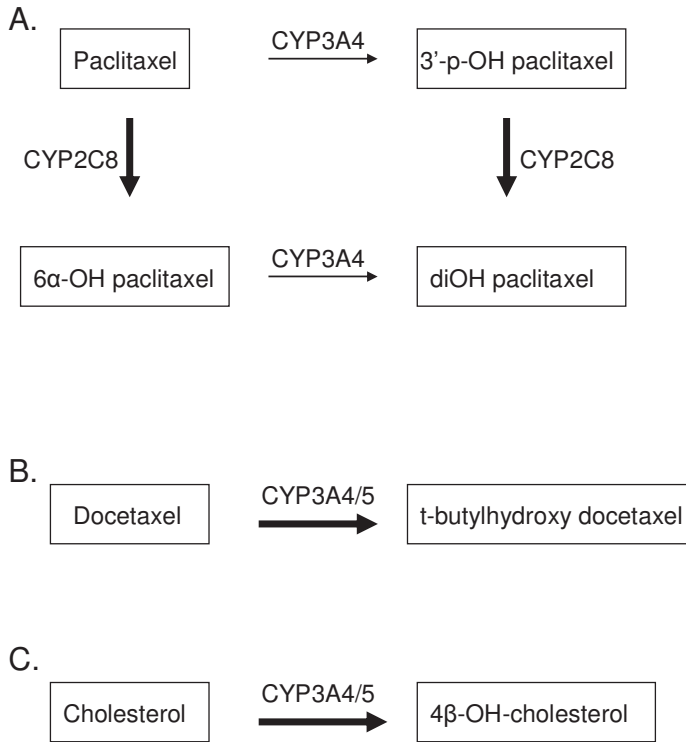 A.
Paclitaxel
CYP3A4
3’-p-OH paclitaxel
CYP2C8
CYP2C8
6α-OH paclitaxel
CYP3A4
diOH paclitaxel
B.
Docetaxel
CYP3A4/5
t-butylhydroxy docetaxel
C.
Cholesterol
CYP3A4/5
4β-OH-cholesterol